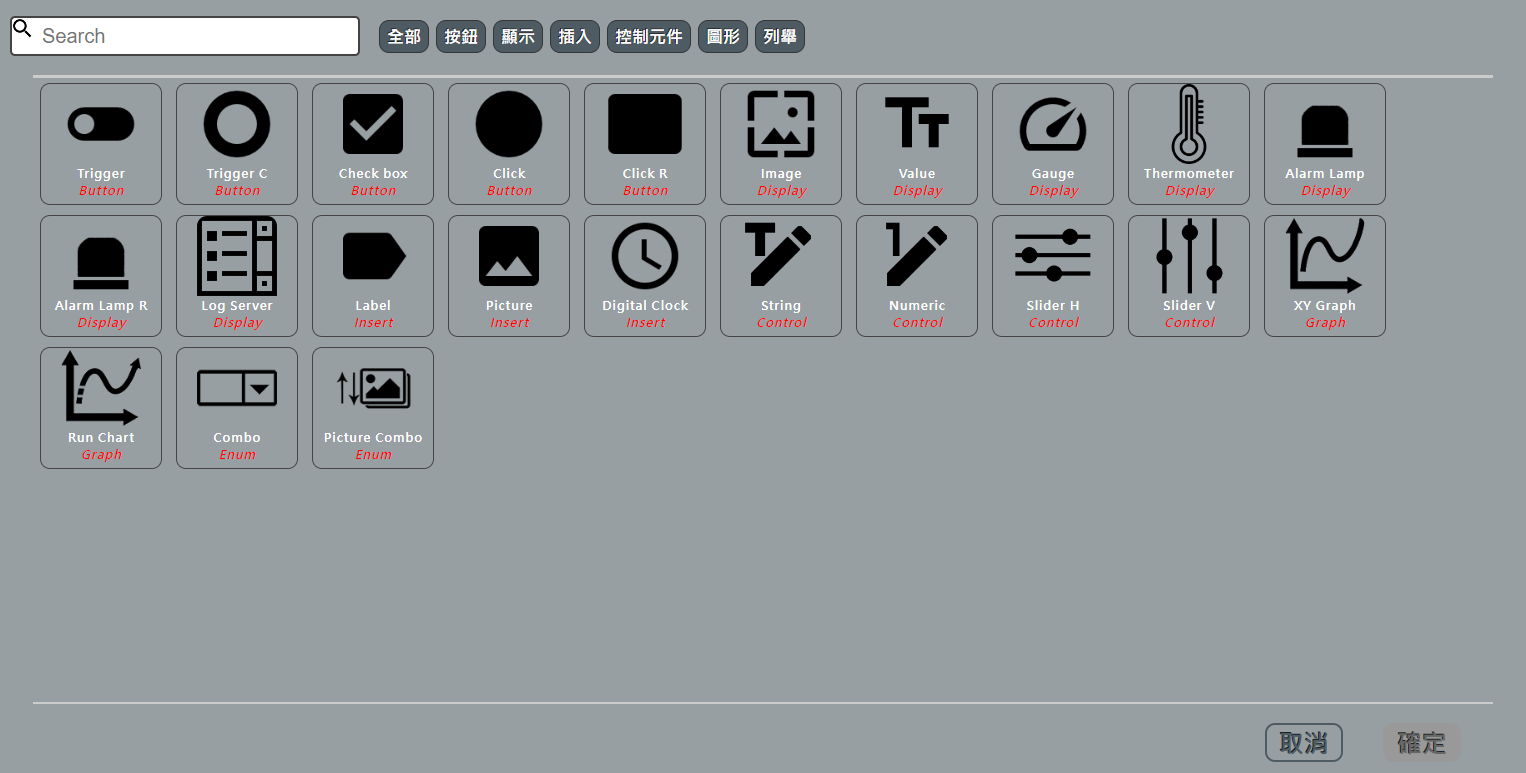 Search 全部 按鈕 顯示 插入 控制元件 圖形 列舉
Trigger Trigger C Check box Click Click R Image Value Gauge Thermometer Alarm Lamp
Button Button Button Button Button Display Display Display Display Display
Alarm Lamp R Log Server Label Picture Digital Clock String Numeric Slider H Slider V XY Graph
Display Display Insert Insert Insert Control Control Control Control Graph
Run Chart Combo Picture Combo
Graph Enum Enum
取消 確定